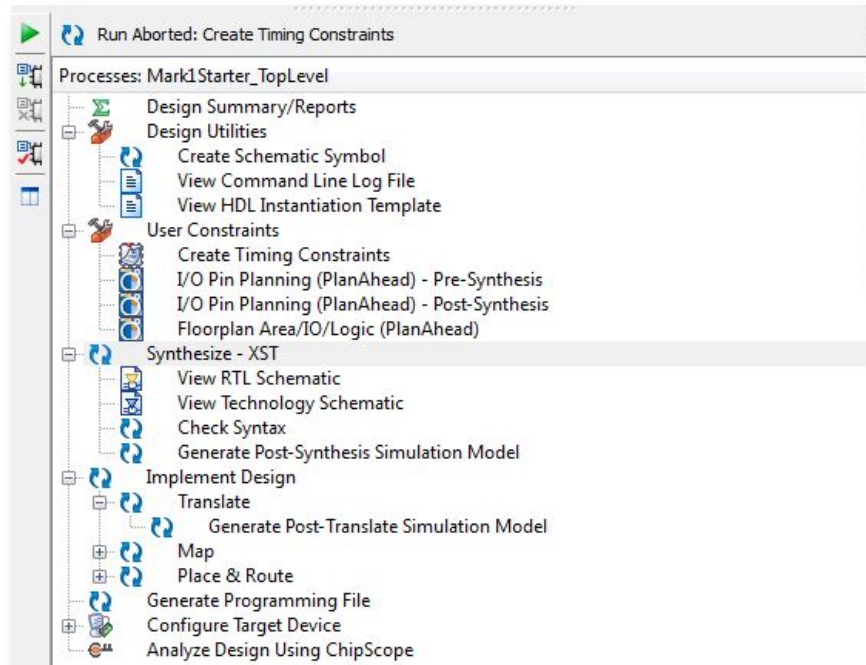 Run Aborted: Create Timing Constraints
Processes: Mark1Starter_TopLevel
Design Summary/Reports
Design Utilities
Create Schematic Symbol
View Command Line Log File
View HDL Instantiation Template
User Constraints
Create Timing Constraints
I/O Pin Planning (PlanAhead) - Pre-Synthesis
I/O Pin Planning (PlanAhead) - Post-Synthesis
Floorplan Area/IO/Logic (PlanAhead)
Synthesize - XST
View RTL Schematic
View Technology Schematic
Check Syntax
Generate Post-Synthesis Simulation Model
Implement Design
Translate
Generate Post-Translate Simulation Model
Map
Place & Route
Generate Programming File
Configure Target Device
Analyze Design Using ChipScope